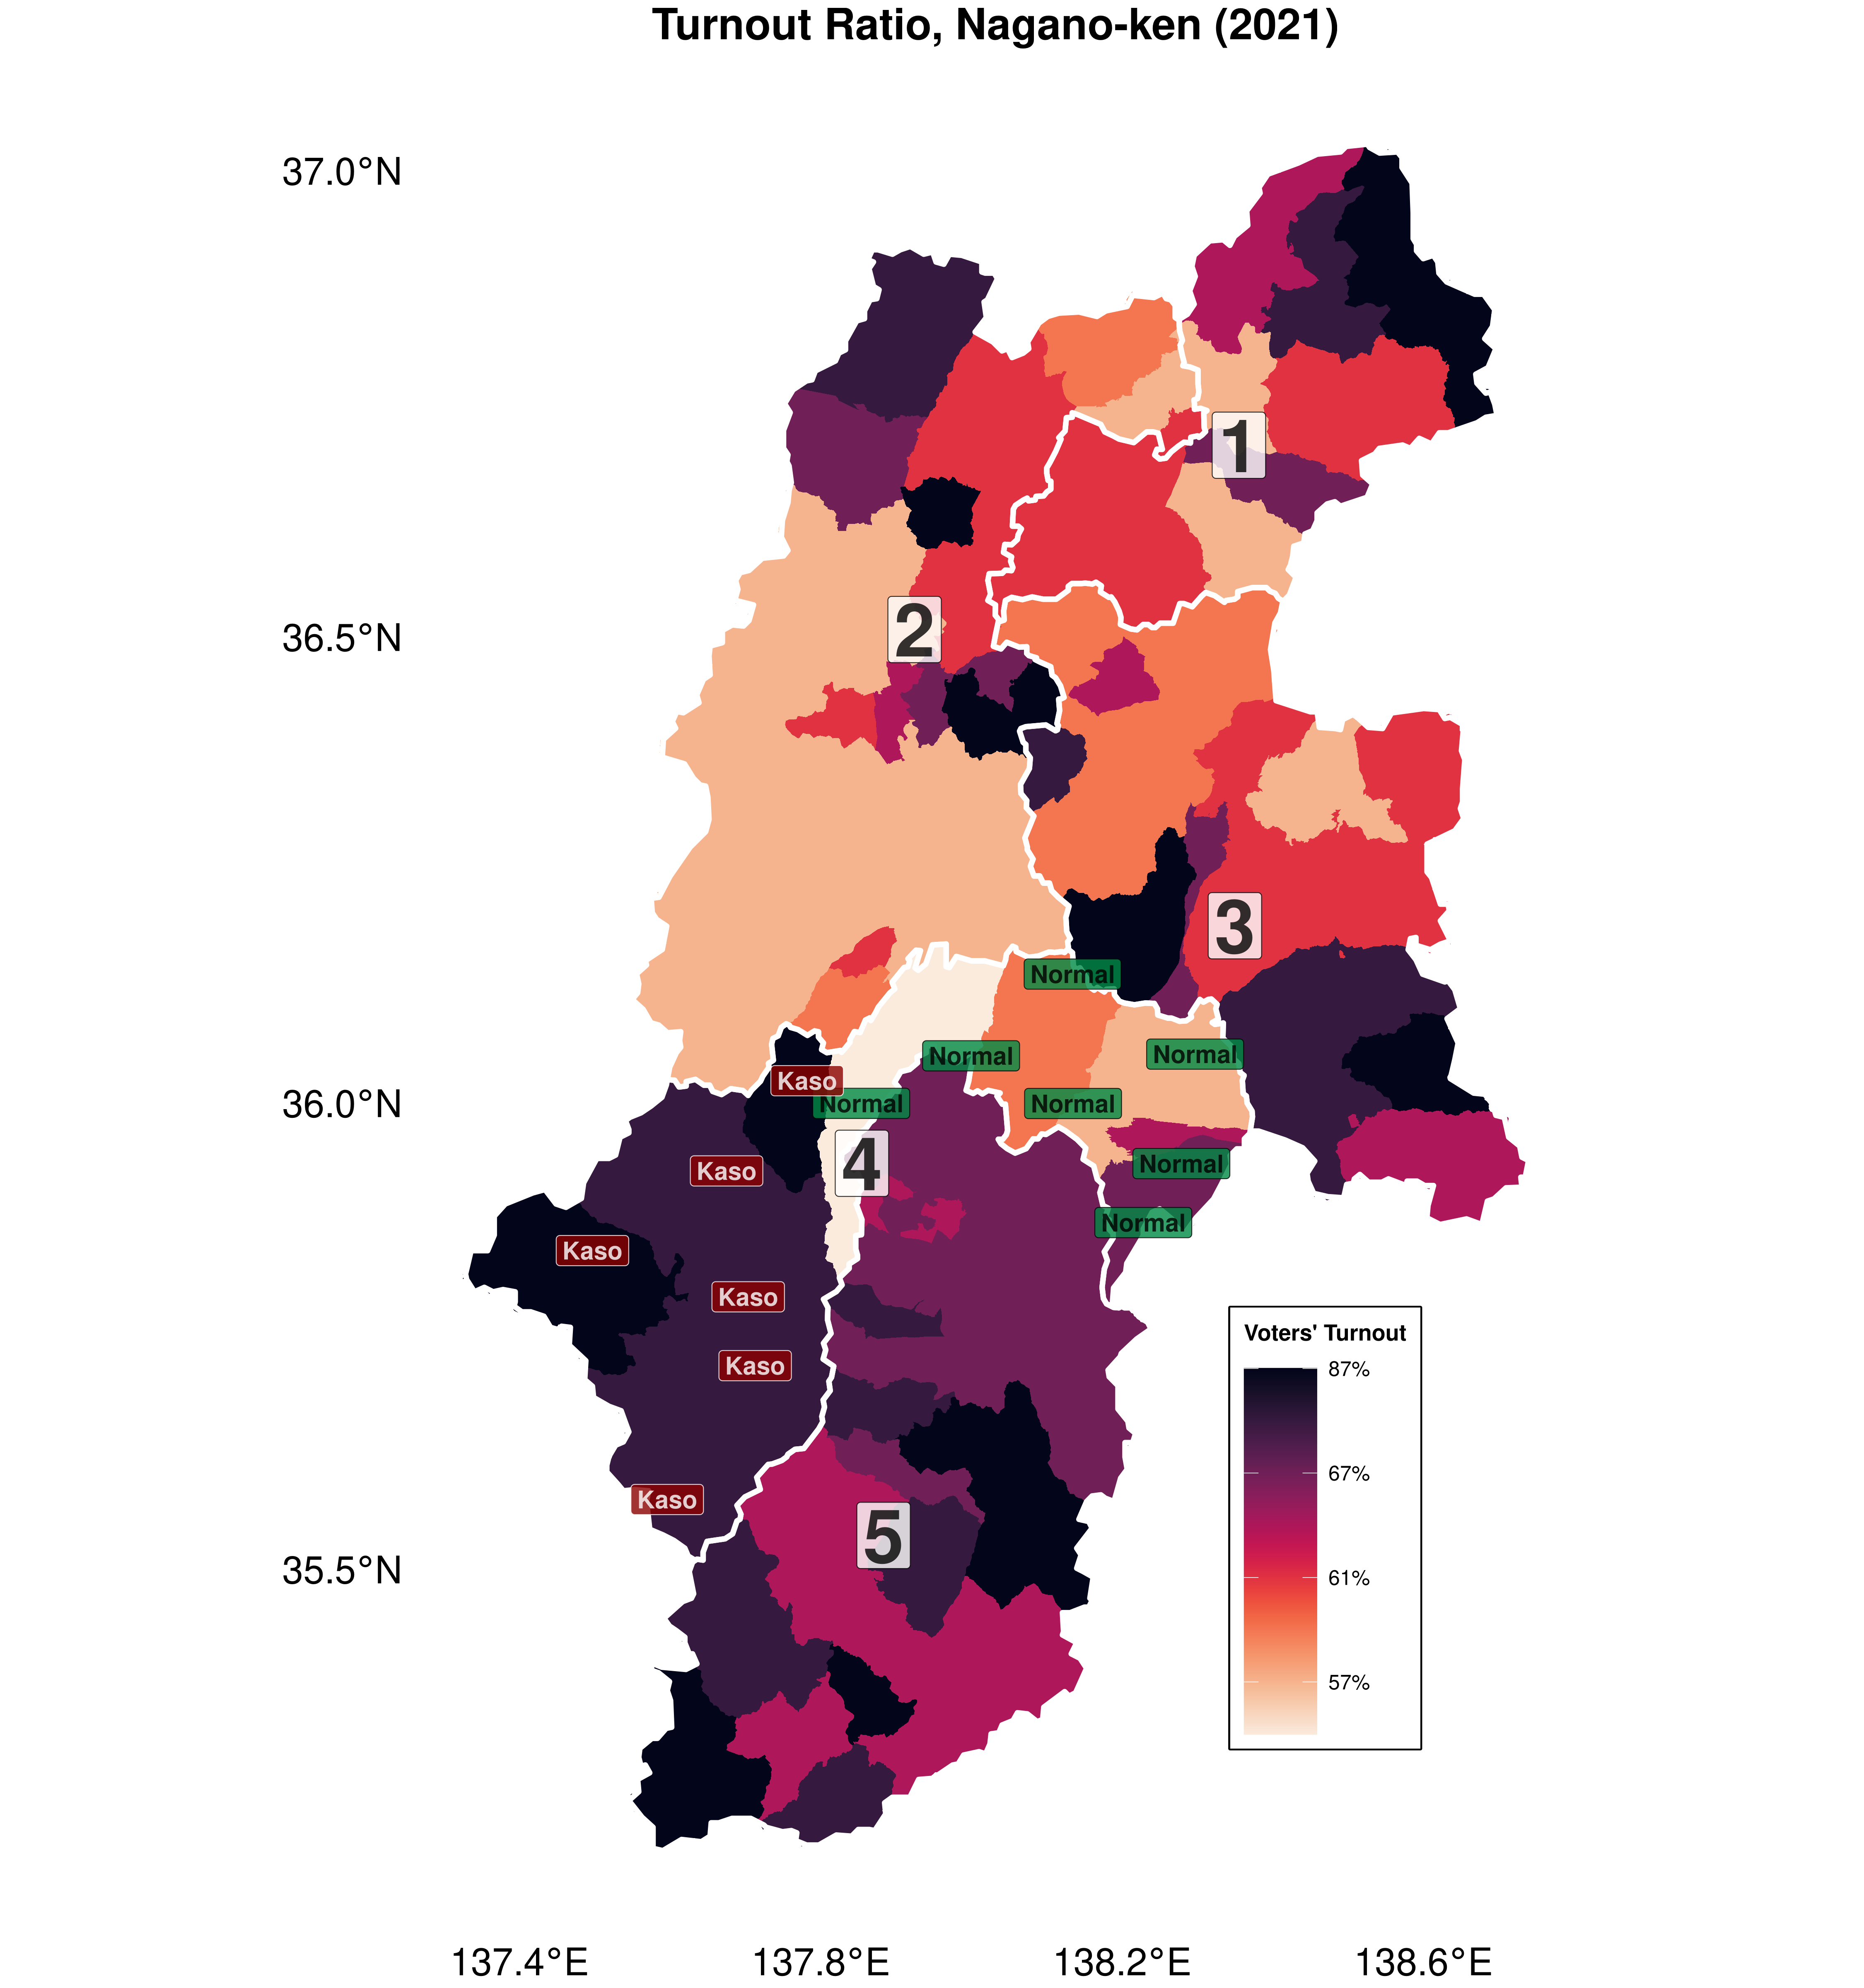 Turnout Ratio, Nagano-ken (2021)
37.0°N
36.5°N
36.0°N
35.5°N
1
2
3
Normal
Normal
Normal
Kaso
Normal
Normal
4
Normal
Kaso
Normal
Kaso
Kaso
Kaso
Kaso
5
Voters' Turnout
87%
67%
61%
57%
137.4°E
137.8°E
138.2°E
138.6°E